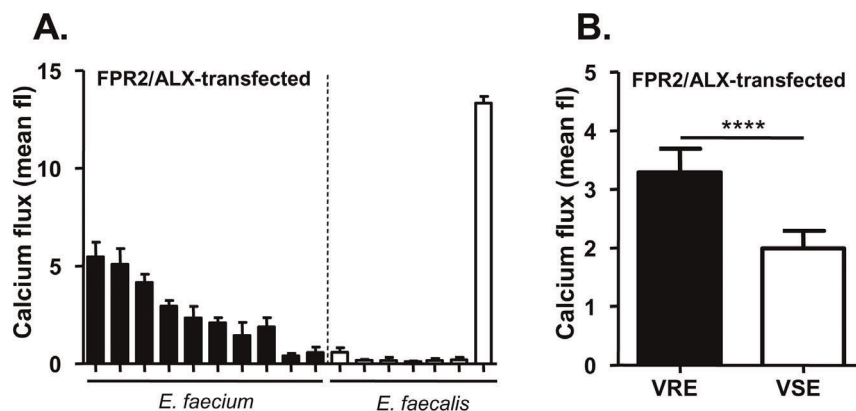 A.
FPR2/ALX-transfected
Calcium flux (mean fl)
15
10
5
0
E. faecium
E. faecalis
B.
FPR2/ALX-transfected
****
Calcium flux (mean fl)
5
4
3
2
1
0
VRE
VSE